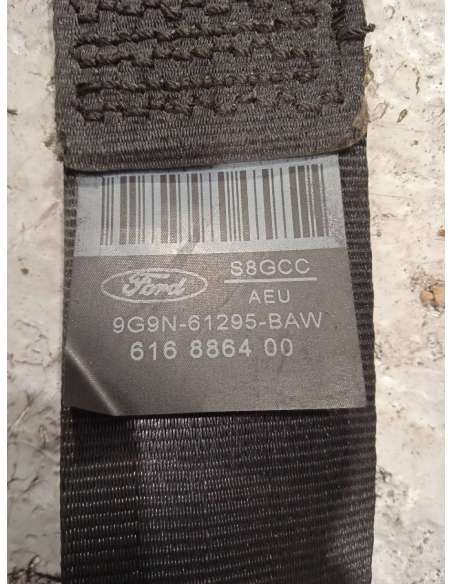 Ford
S8GCC
AEU
9G9N-61295-BAW
616 8864 00